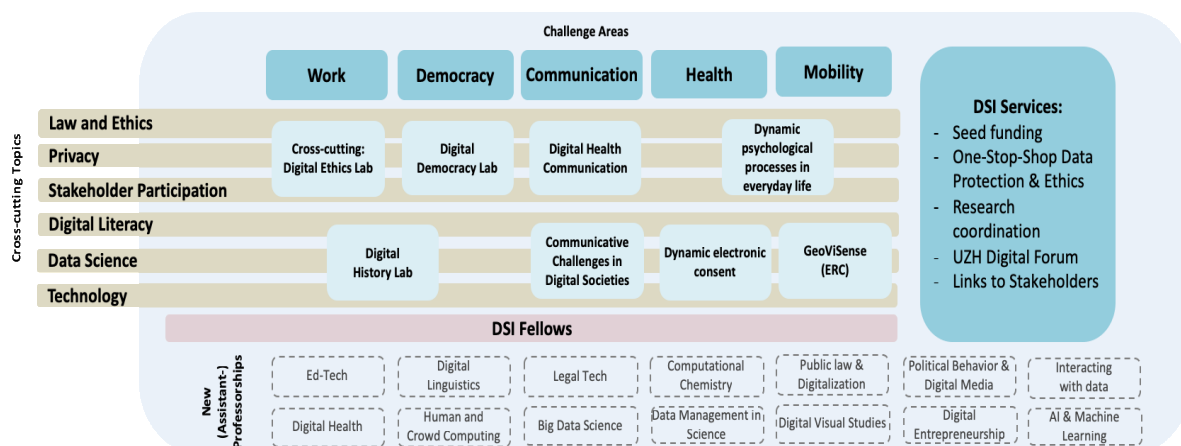 Challenge Areas
Work
Democracy
Communication
Health
Mobility
Cross-cutting Topics
Law and Ethics
Privacy
Stakeholder Participation
Digital Literacy
Data Science
Technology
Cross-cutting:
Digital Ethics Lab
Digital
Democracy Lab
Digital Health
Communication
Dynamic
psychological
processes in
everyday life
Digital
History Lab
Communicative
Challenges in
Digital Societies
Dynamic electronic
consent
GeoViSense
(ERC)
DSI Fellows
DSI Services:
- Seed funding
- One-Stop-Shop Data
Protection & Ethics
- Research
coordination
- UZH Digital Forum
- Links to Stakeholders
New
(Assistant-)
Professorships
Ed-Tech
Digital
Linguistics
Legal Tech
Computational
Chemistry
Public law &
Digitalization
Political Behavior &
Digital Media
Interacting
with data
Digital Health
Human and
Crowd Computing
Big Data Science
Data Management in
Science
Digital Visual Studies
Digital
Entrepreneurship
AI & Machine
Learning